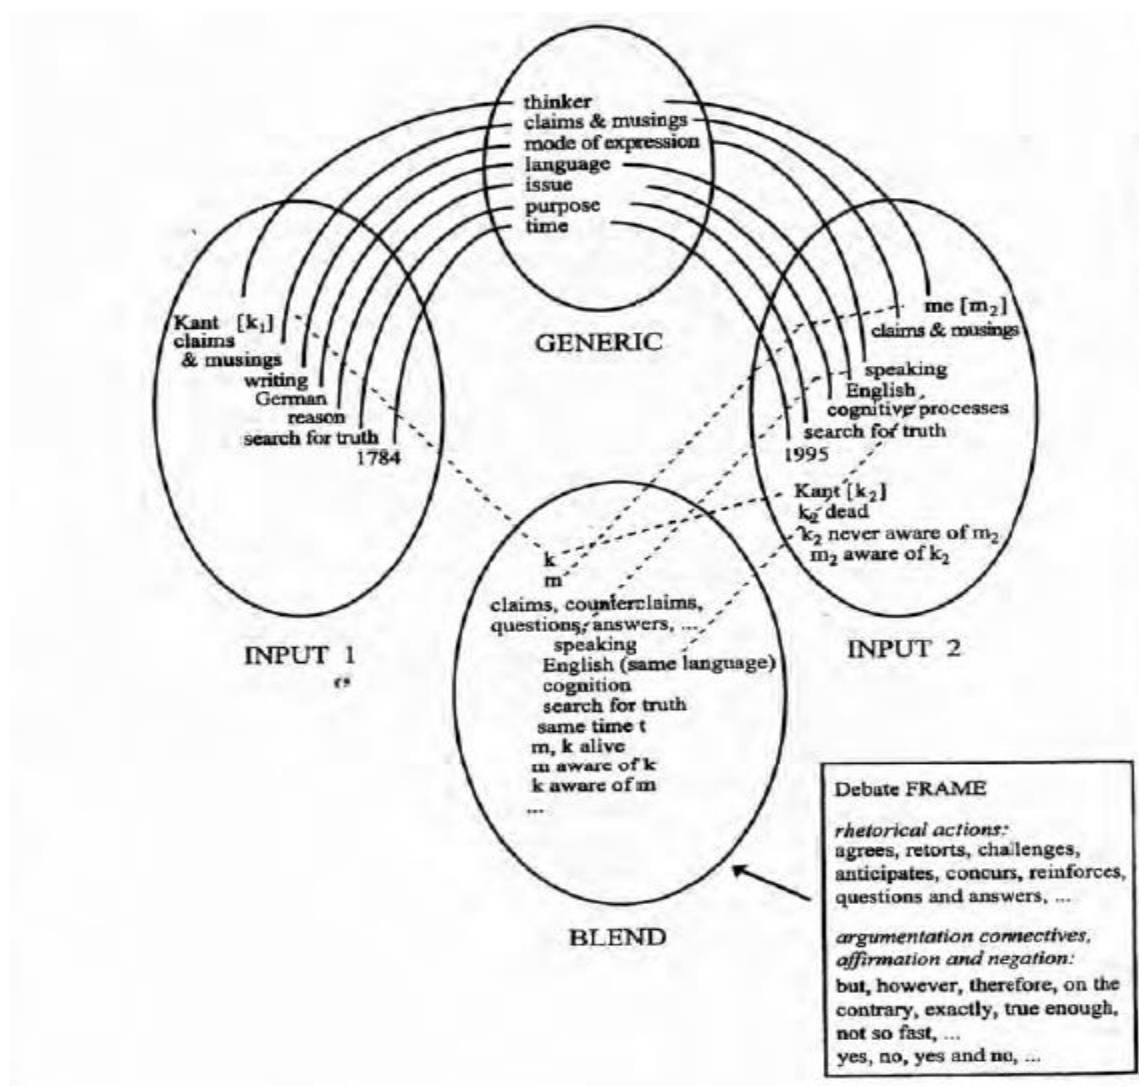 thinker
claims & musings
mode of expression
language
issue
purpose
time
GENERIC
Kant [k₁]
claims
& musings
writing
German
reason
search for truth
1784
INPUT 1
me [m₂]
claims & musings
speaking
English
cognitive processes
search for truth
1995
Kant [k₂]
k₂ dead
k₂ never aware of m₂
m₂ aware of k₂
INPUT 2
k
m
claims, counterclaims,
questions, answers, ...
speaking
English (same language)
cognition
search for truth
same time t
m, k alive
m aware of k
k aware of m
...
BLEND
Debate FRAME
rhetorical actions:
agrees, retorts, challenges,
anticipates, concurs, reinforces,
questions and answers, ...
argumentation connectives,
affirmation and negation:
but, however, therefore, on the
contrary, exactly, true enough,
not so fast, ...
yes, no, yes and no, ...